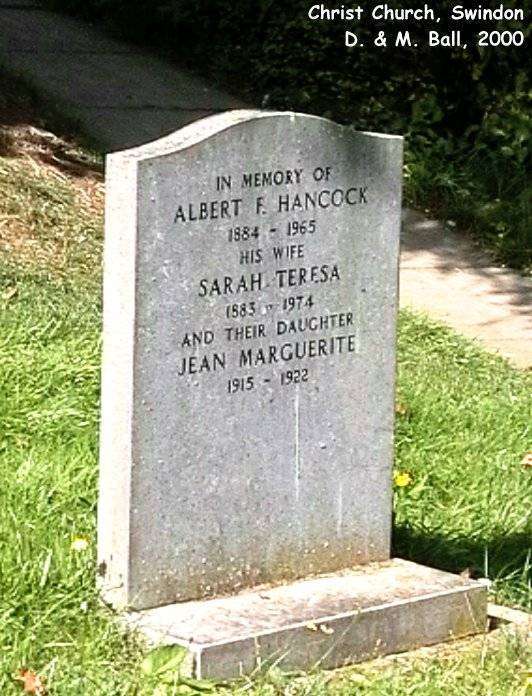 Christ Church, Swindon
D. & M. Ball, 2000
IN MEMORY OF
ALBERT F. HANCOCK
1884 - 1965
HIS WIFE
SARAH TERESA
1883 - 1974
AND THEIR DAUGHTER
JEAN MARGUERITE
1915 - 1922